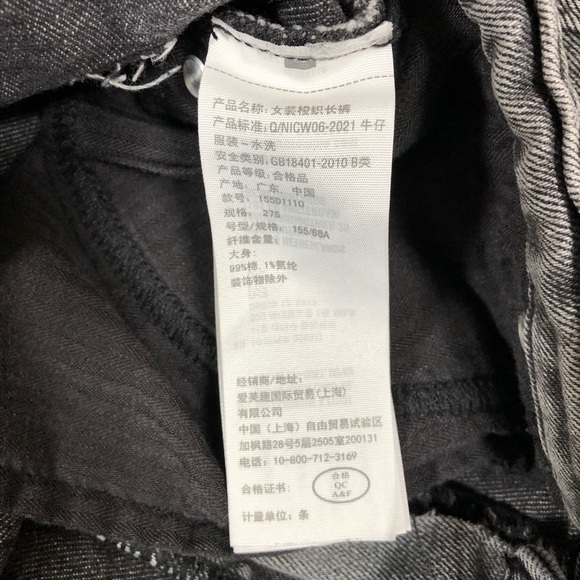 产品名称: 女装梭织长裤
产品标准: Q/NICW06-2021 牛仔
服装-水洗
安全类别: GB18401-2010 B类
产品等级: 合格品
产地: 广东, 中国
款号: 155D1110
规格: 27S
号型/规格: 155/68A
纤维含量:
大身:
99%棉.1%氨纶
装饰物除外
经销商/地址:
爱芙趣国际贸易(上海)
有限公司
中国 (上海) 自由贸易试验区
加枫路28号5层2505室200131
电话: 10-800-712-3169
合格证书:
合格
QC
A&F
计量单位: 条